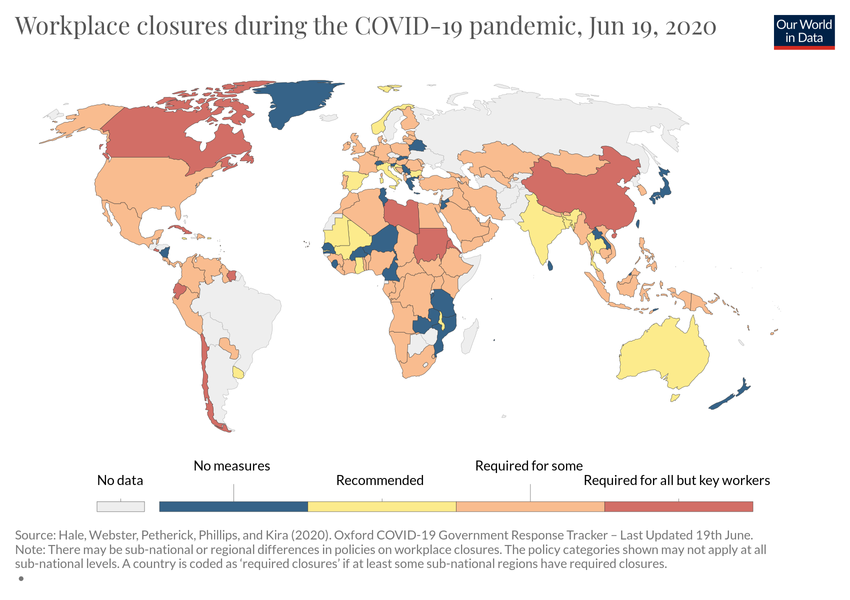 Workplace closures during the COVID-19 pandemic, Jun 19, 2020
Our World
in Data
No data
No measures
Recommended
Required for some
Required for all but key workers
Source: Hale, Webster, Petherick, Phillips, and Kira (2020). Oxford COVID-19 Government Response Tracker – Last Updated 19th June.
Note: There may be sub-national or regional differences in policies on workplace closures. The policy categories shown may not apply at all
sub-national levels. A country is coded as 'required closures' if at least some sub-national regions have required closures.
•